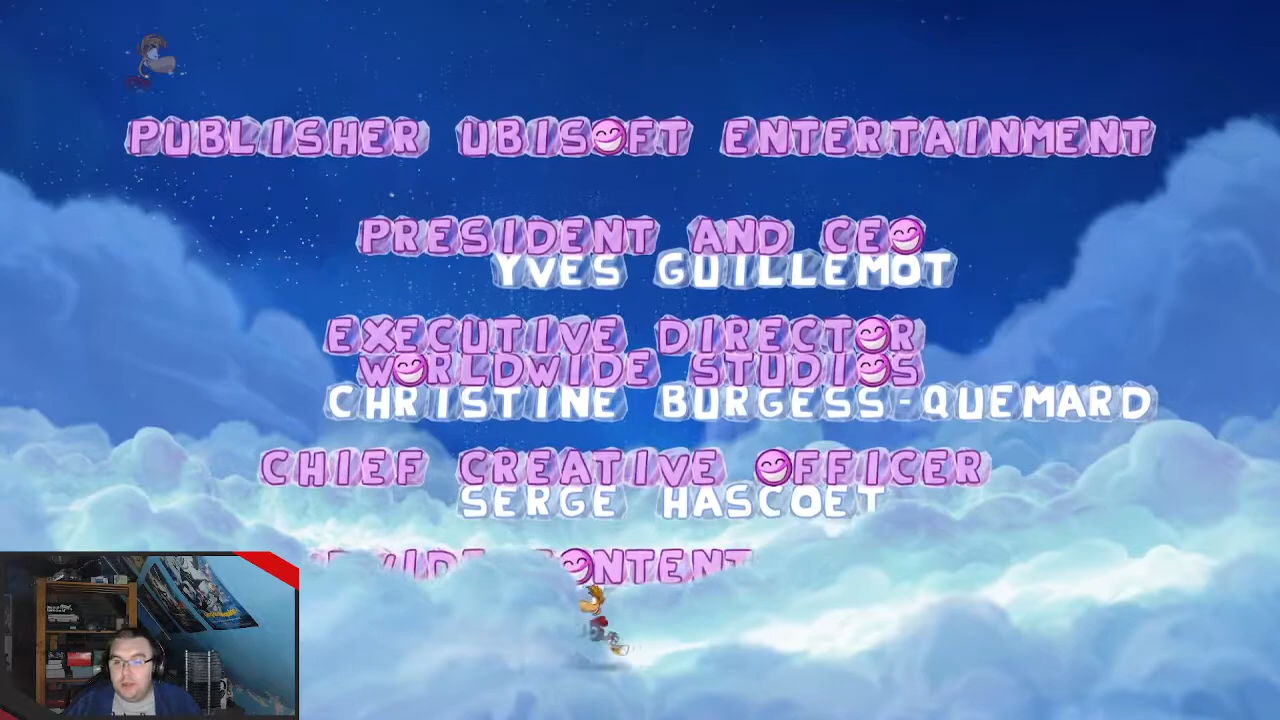 PUBLISHER UBISOFT ENTERTAINMENT
PRESIDENT AND CEO
YVES GUILLEMOT
EXECUTIVE DIRECTOR
WORLDWIDE STUDIOS
CHRISTINE BURGESS-QUEMARD
CHIEF CREATIVE OFFICER
SERGE HASCOET
CONTENT